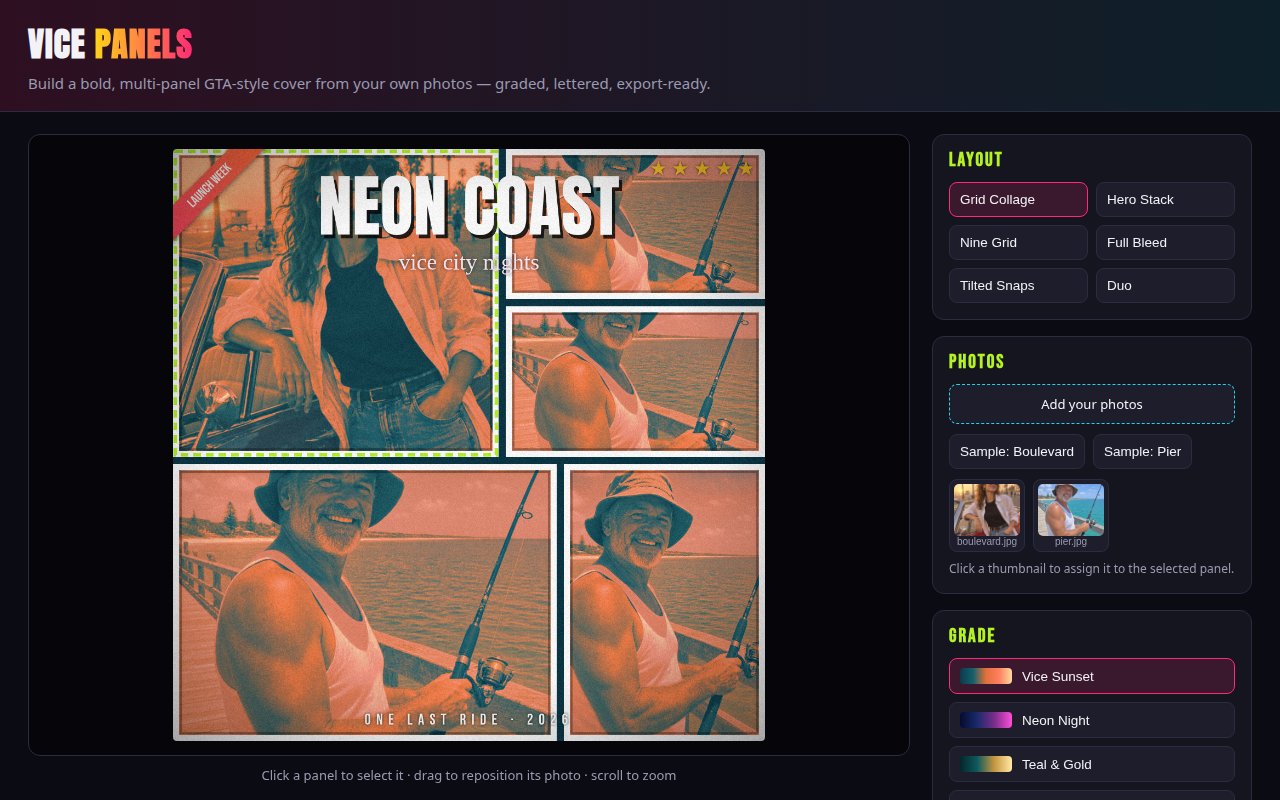 VICE PANELS
Build a bold, multi-panel GTA-style cover from your own photos — graded, lettered, export-ready.
LAUNCH WEEK
NEON COAST
vice city nights
ONE LAST RIDE · 2026
Click a panel to select it · drag to reposition its photo · scroll to zoom
LAYOUT
Grid Collage
Hero Stack
Nine Grid
Full Bleed
Tilted Snaps
Duo
PHOTOS
Add your photos
Sample: Boulevard
Sample: Pier
boulevard.jpg
pier.jpg
Click a thumbnail to assign it to the selected panel.
GRADE
Vice Sunset
Neon Night
Teal & Gold